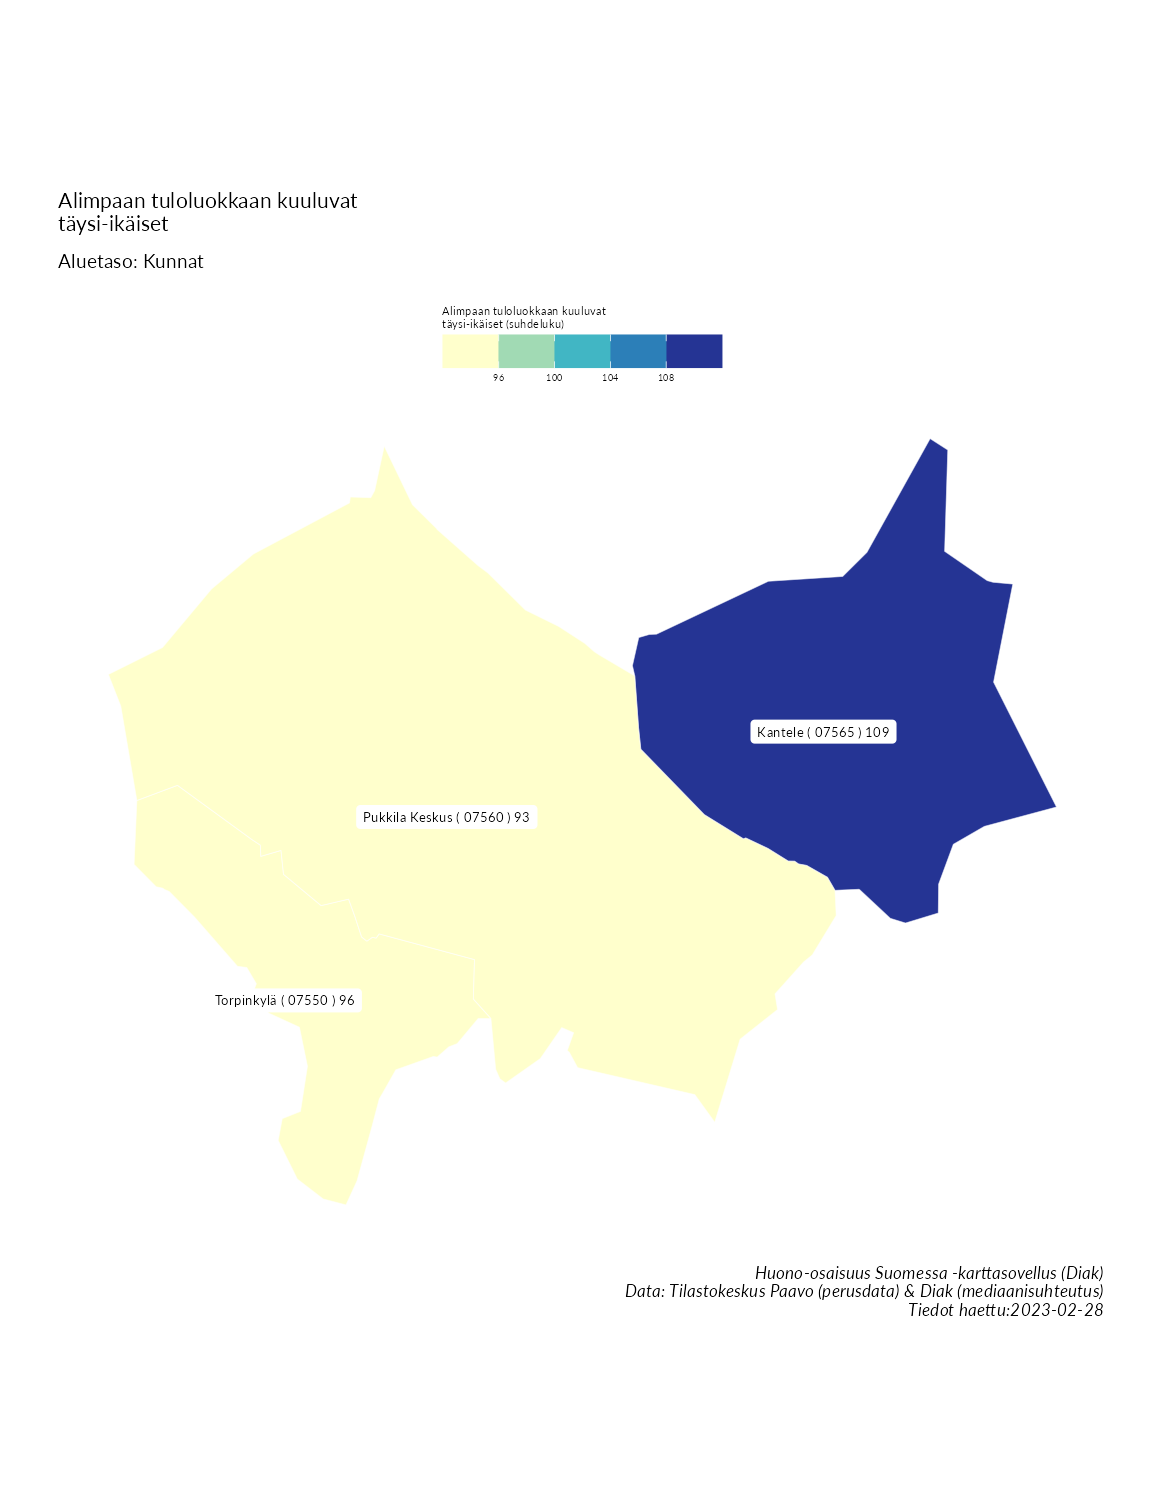 Alimpaan tuloluokkaan kuuluvat
täysi-ikäiset
Aluetaso: Kunnat
Alimpaan tuloluokkaan kuuluvat
täysi-ikäiset (suhdeluku)
96 100 104 108
Kantele ( 07565 ) 109
Pukkila Keskus ( 07560 ) 93
Torpinkylä ( 07550 ) 96
Huono-osaisuus Suomessa -karttasovellus (Diak)
Data: Tilastokeskus Paavo (perusdata) & Diak (mediaanisuhteutus)
Tiedot haettu:2023-02-28